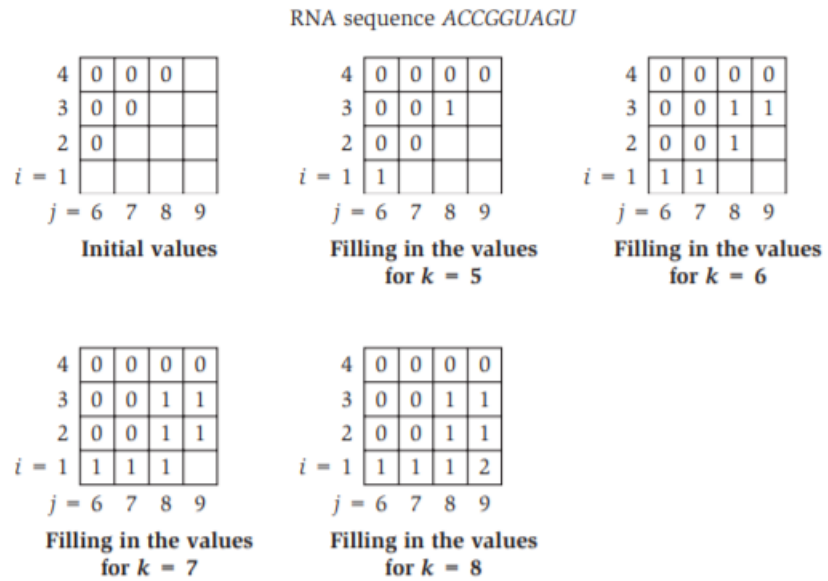 RNA sequence ACCGGUAGU
4 0 0 0
3 0 0
2 0
i = 1
j = 6 7 8 9
Initial values
4 0 0 0 0
3 0 0 1
2 0 0
i = 1 1
j = 6 7 8 9
Filling in the values
for k = 5
4 0 0 0 0
3 0 0 1 1
2 0 0 1
i = 1 1 1
j = 6 7 8 9
Filling in the values
for k = 6
4 0 0 0 0
3 0 0 1 1
2 0 0 1 1
i = 1 1 1 1
j = 6 7 8 9
Filling in the values
for k = 7
4 0 0 0 0
3 0 0 1 1
2 0 0 1 1
i = 1 1 1 1 2
j = 6 7 8 9
Filling in the values
for k = 8